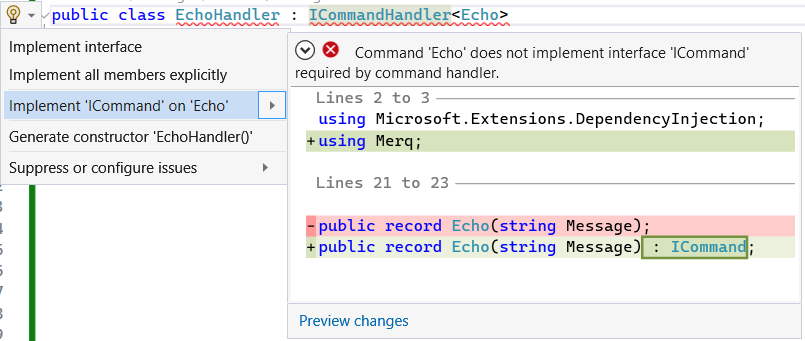 public class EchoHandler : ICommandHandler<Echo>
Implement interface
Implement all members explicitly
Implement 'ICommand' on 'Echo'
Generate constructor 'EchoHandler()'
Suppress or configure issues
Command 'Echo' does not implement interface 'ICommand'
required by command handler.
Lines 2 to 3
using Microsoft.Extensions.DependencyInjection;
+using Merq;
Lines 21 to 23
-public record Echo(string Message);
+public record Echo(string Message) : ICommand;
Preview changes